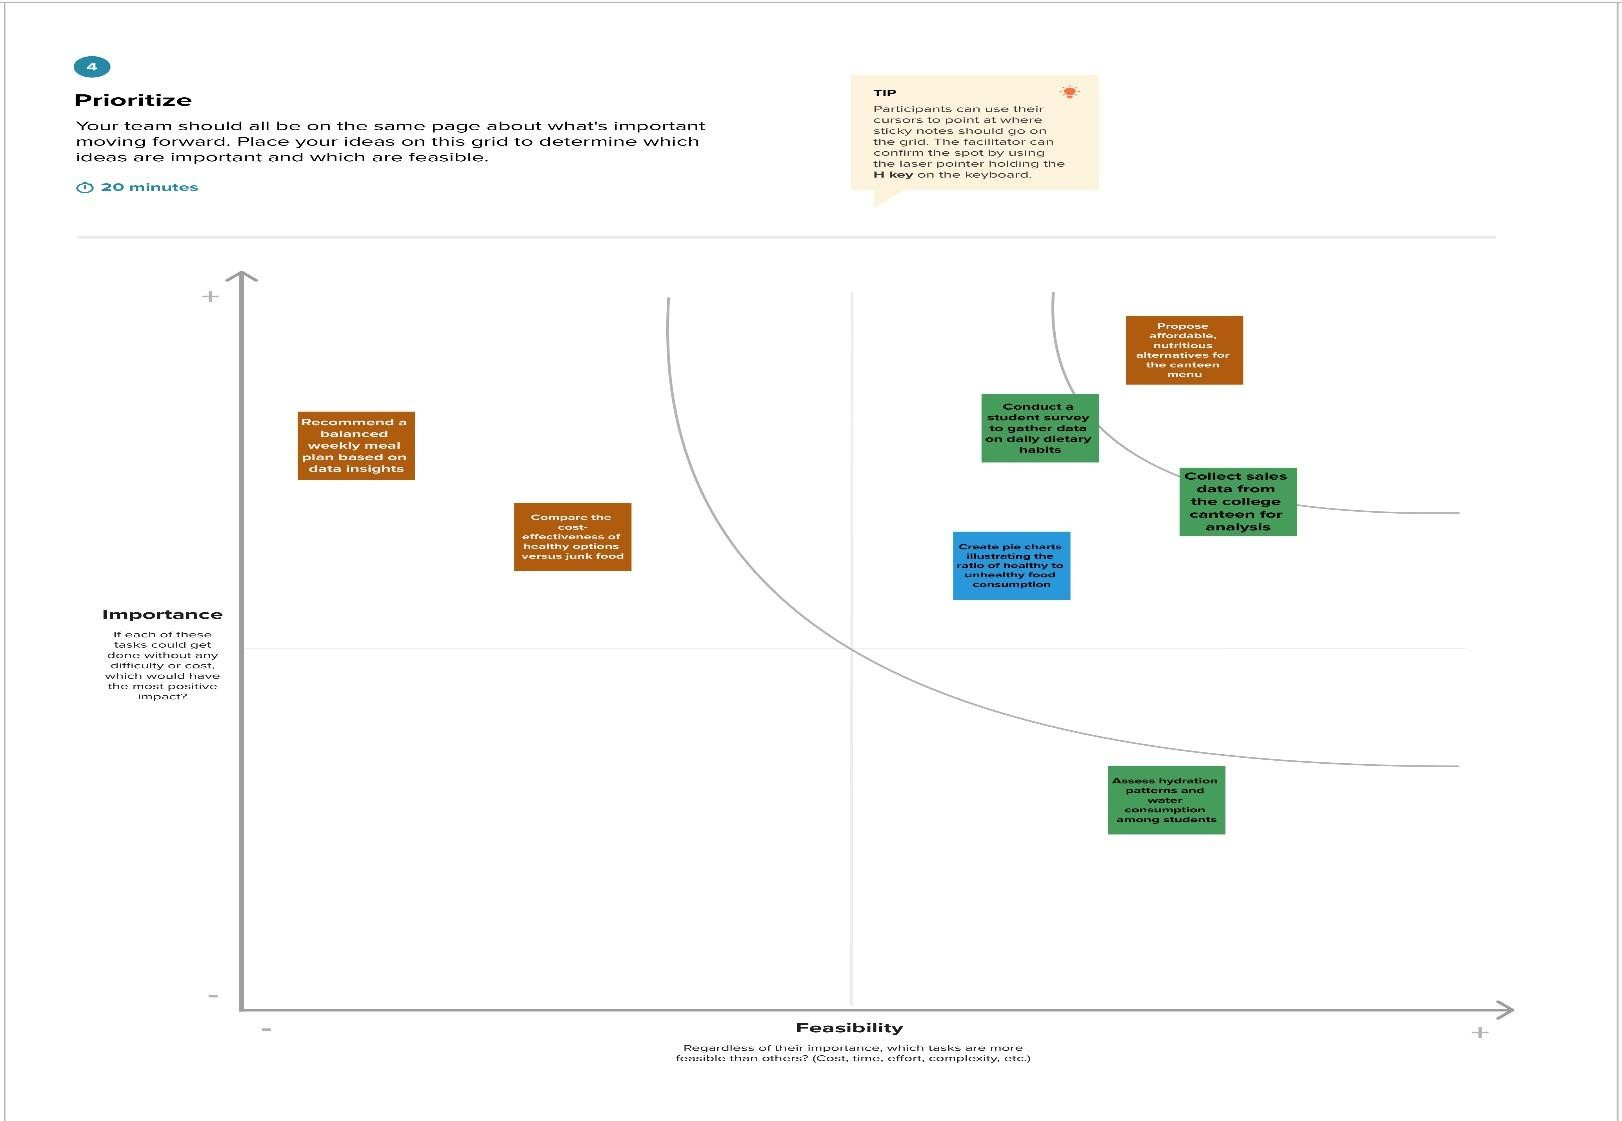 4
Prioritize
Your team should all be on the same page about what's important
moving forward. Place your ideas on this grid to determine which
ideas are important and which are feasible.
20 minutes
TIP
Participants can use their
cursors to point at where
sticky notes should go on
the grid. The facilitator can
confirm the spot by using
the laser pointer holding the
H key on the keyboard.
+
Propose
affordable,
nutritious
alternatives for
the canteen
menu
Conduct a
student survey
to gather data
on daily dietary
habits
Recommend a
balanced
weekly meal
plan based on
data insights
Collect sales
data from
the college
canteen for
analysis
Compare the
cost-
effectiveness of
healthy options
versus junk food
Create pie charts
illustrating the
ratio of healthy to
unhealthy food
consumption
Importance
If each of these
tasks could get
done without any
difficulty or cost,
which would have
the most positive
impact?
Assess hydration
patterns and
water
consumption
among students
-
-
Feasibility
+
Regardless of their importance, which tasks are more
feasible than others? (Cost, time, effort, complexity, etc.)